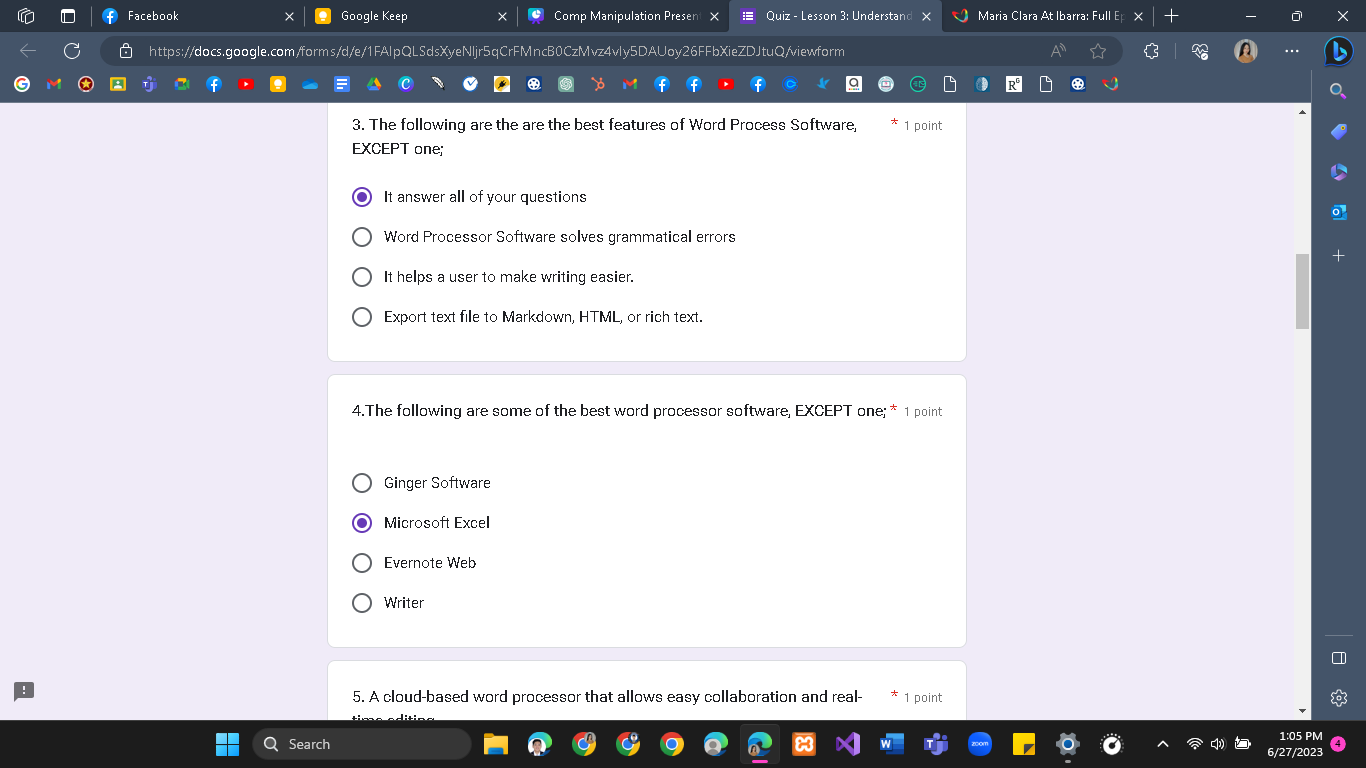 Facebook
Google Keep
Comp Manipulation Presen
Quiz - Lesson 3: Understand
Maria Clara At Ibarra: Full Ep
https://docs.google.com/forms/d/e/1FAIpQLSdsXyeNljr5qCrFMncB0CzMvz4vly5DAUoy26FFbXieZDJtuQ/viewform
3. The following are the are the best features of Word Process Software, * 1 point
EXCEPT one;
It answer all of your questions
Word Processor Software solves grammatical errors
It helps a user to make writing easier.
Export text file to Markdown, HTML, or rich text.
4.The following are some of the best word processor software, EXCEPT one; * 1 point
Ginger Software
Microsoft Excel
Evernote Web
Writer
5. A cloud-based word processor that allows easy collaboration and real- * 1 point
time editing
Search
zoom
1:05 PM
6/27/2023
4